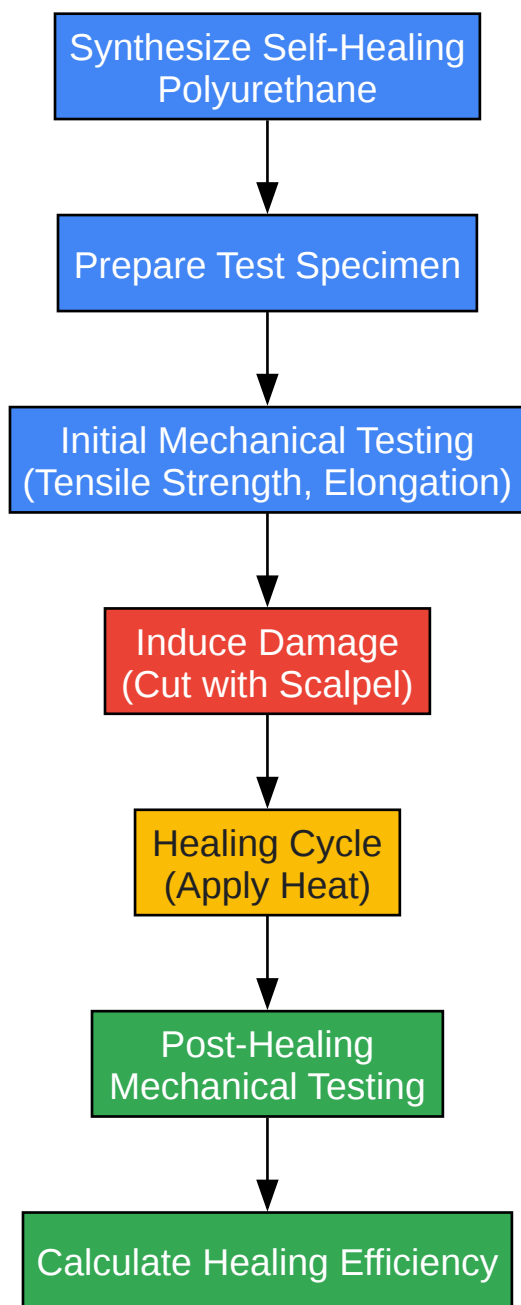 Synthesize Self-Healing
Polyurethane
Prepare Test Specimen
Initial Mechanical Testing
(Tensile Strength, Elongation)
Induce Damage
(Cut with Scalpel)
Healing Cycle
(Apply Heat)
Post-Healing
Mechanical Testing
Calculate Healing Efficiency